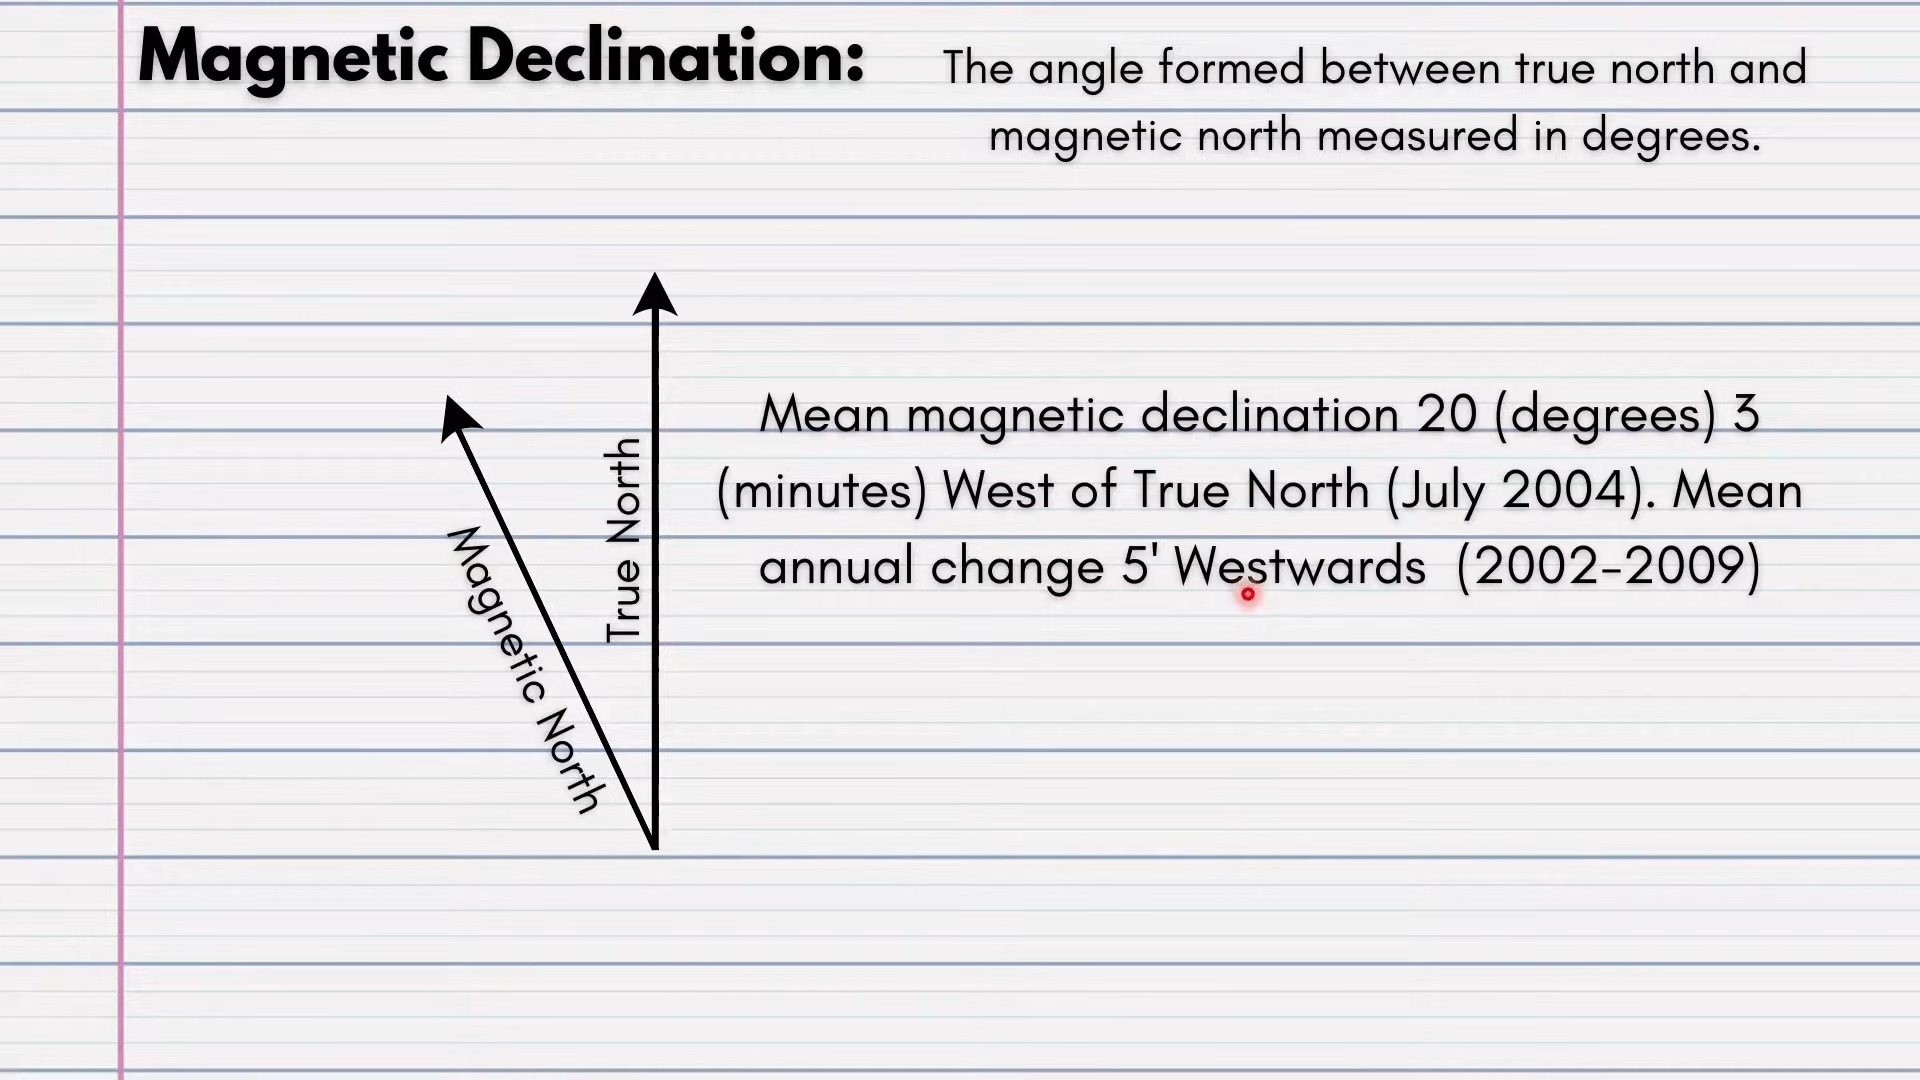 Magnetic Declination:
The angle formed between true north and
magnetic north measured in degrees.
True North
Magnetic North
Mean magnetic declination 20 (degrees) 3
(minutes) West of True North (July 2004). Mean
annual change 5' Westwards (2002-2009)